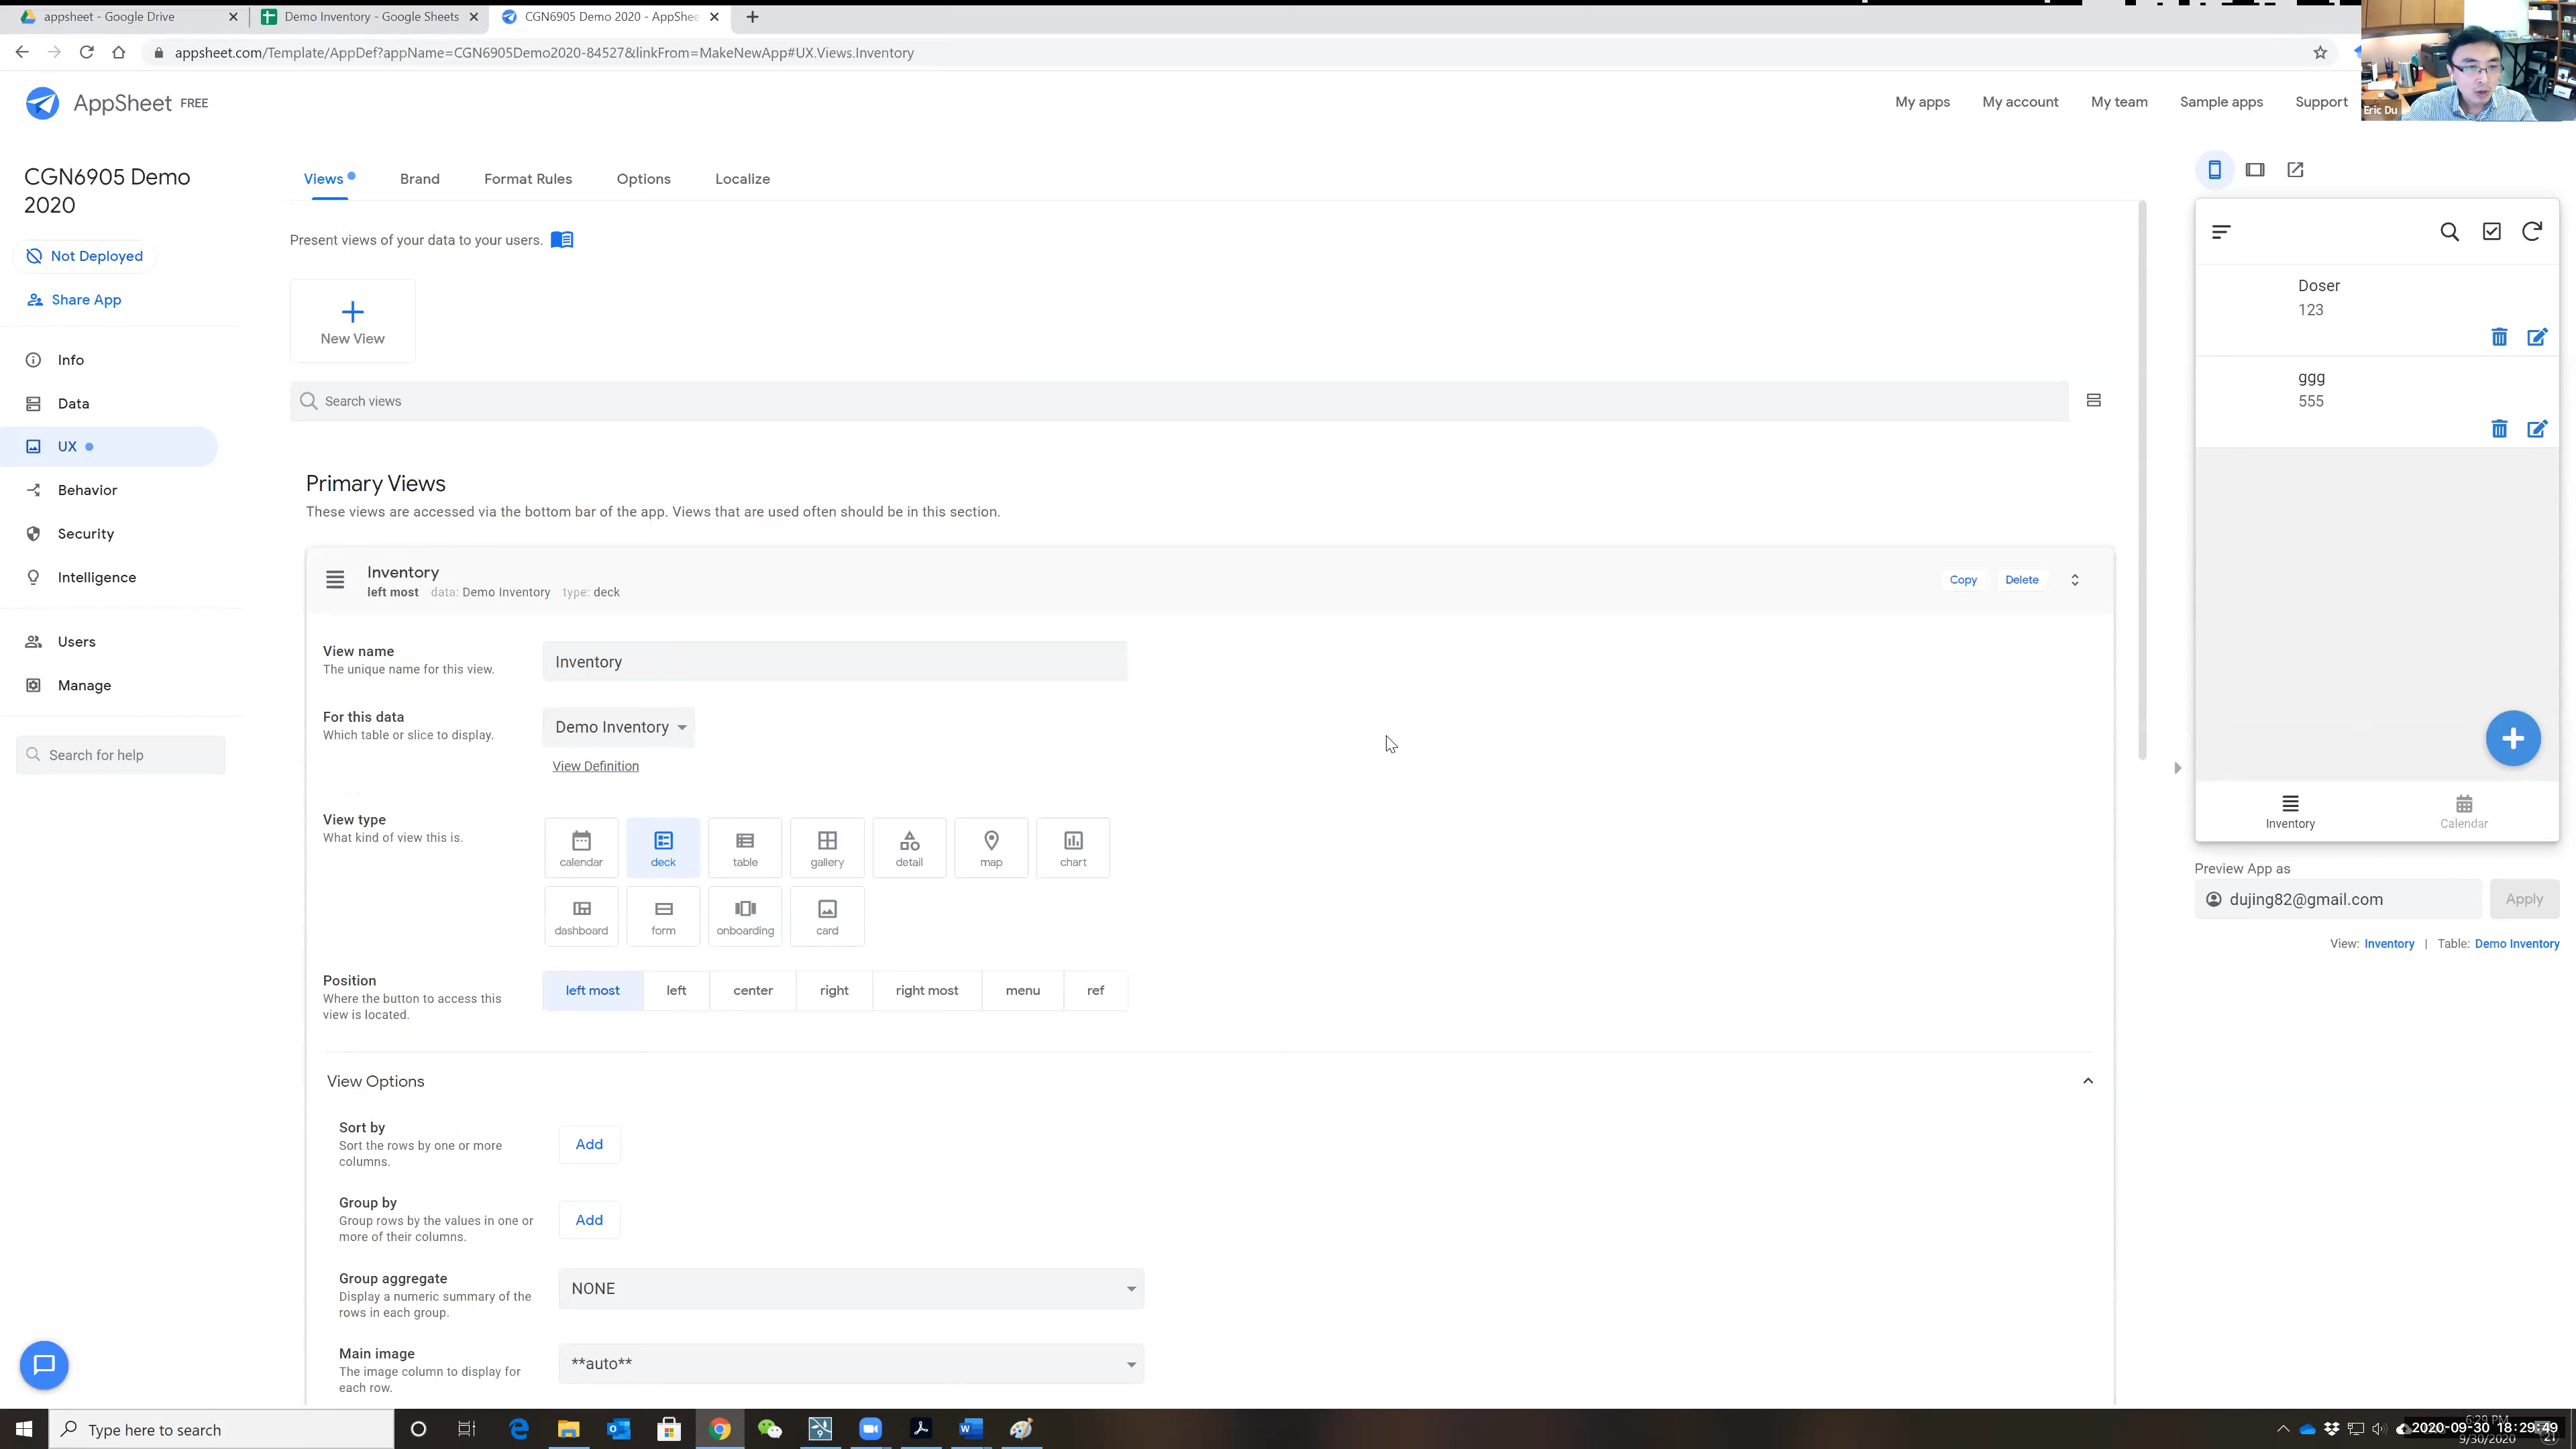 appsheet - Google Drive
Demo Inventory - Google Sheets
CGN6905 Demo 2020 - AppShee
appsheet.com/Template/AppDef?appName=CGN6905Demo2020-84527&linkFrom=MakeNewApp#UX.Views.Inventory
Eric Du
AppSheet FREE
My apps
My account
My team
Sample apps
Support
CGN6905 Demo
2020
Not Deployed
Share App
Info
Data
UX
Behavior
Security
Intelligence
Users
Manage
Search for help
Views
Brand
Format Rules
Options
Localize
Present views of your data to your users.
New View
Search views
Primary Views
These views are accessed via the bottom bar of the app. Views that are used often should be in this section.
Inventory
left most data: Demo Inventory type: deck
Copy
Delete
View name
The unique name for this view.
Inventory
For this data
Which table or slice to display.
Demo Inventory
View Definition
View type
What kind of view this is.
calendar
deck
table
gallery
detail
map
chart
dashboard
form
onboarding
card
Position
Where the button to access this
view is located.
left most
left
center
right
right most
menu
ref
View Options
Sort by
Sort the rows by one or more
columns.
Add
Group by
Group rows by the values in one or
more of their columns.
Add
Group aggregate
Display a numeric summary of the
rows in each group.
NONE
Main image
The image column to display for
each row.
**auto**
Doser
123
ggg
555
Inventory
Calendar
Preview App as
dujing82@gmail.com
Apply
View: Inventory | Table: Demo Inventory
Type here to search
6:29 PM
2020-09-30 18:29:49
9/30/2020
21